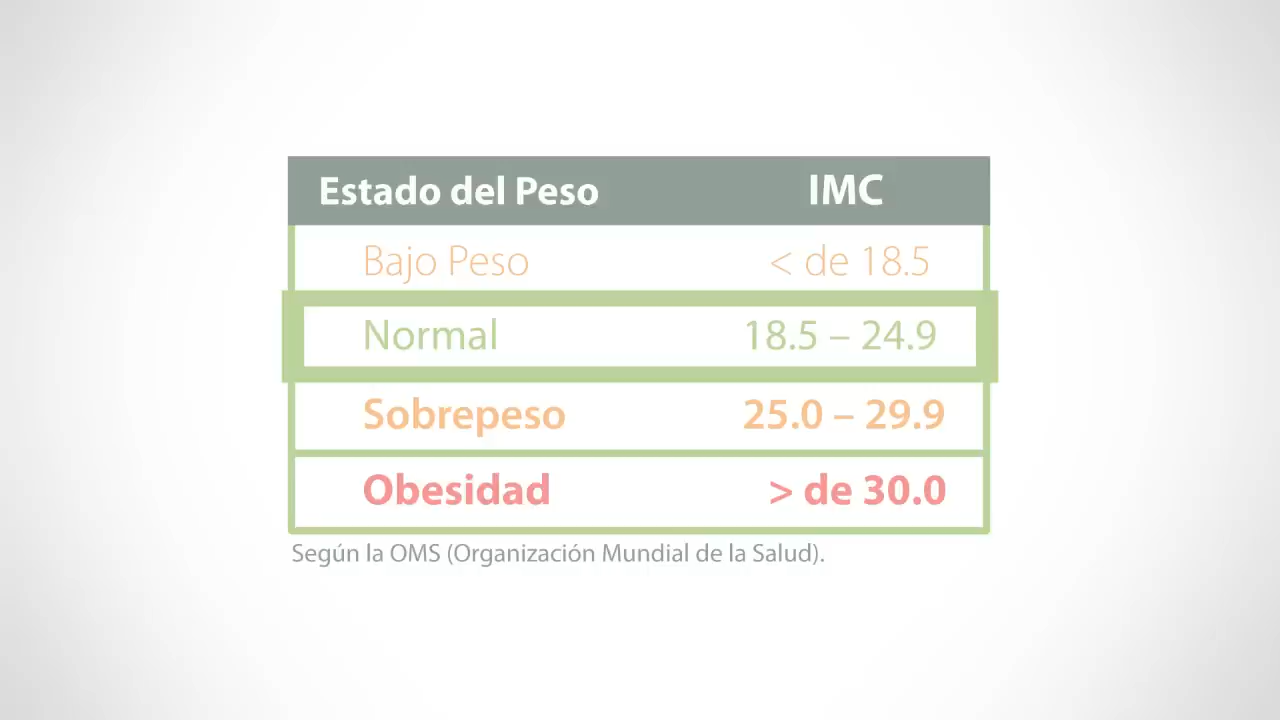 Estado del Peso IMC
Bajo Peso < de 18.5
Normal 18.5 – 24.9
Sobrepeso 25.0 – 29.9
Obesidad > de 30.0
Según la OMS (Organización Mundial de la Salud).